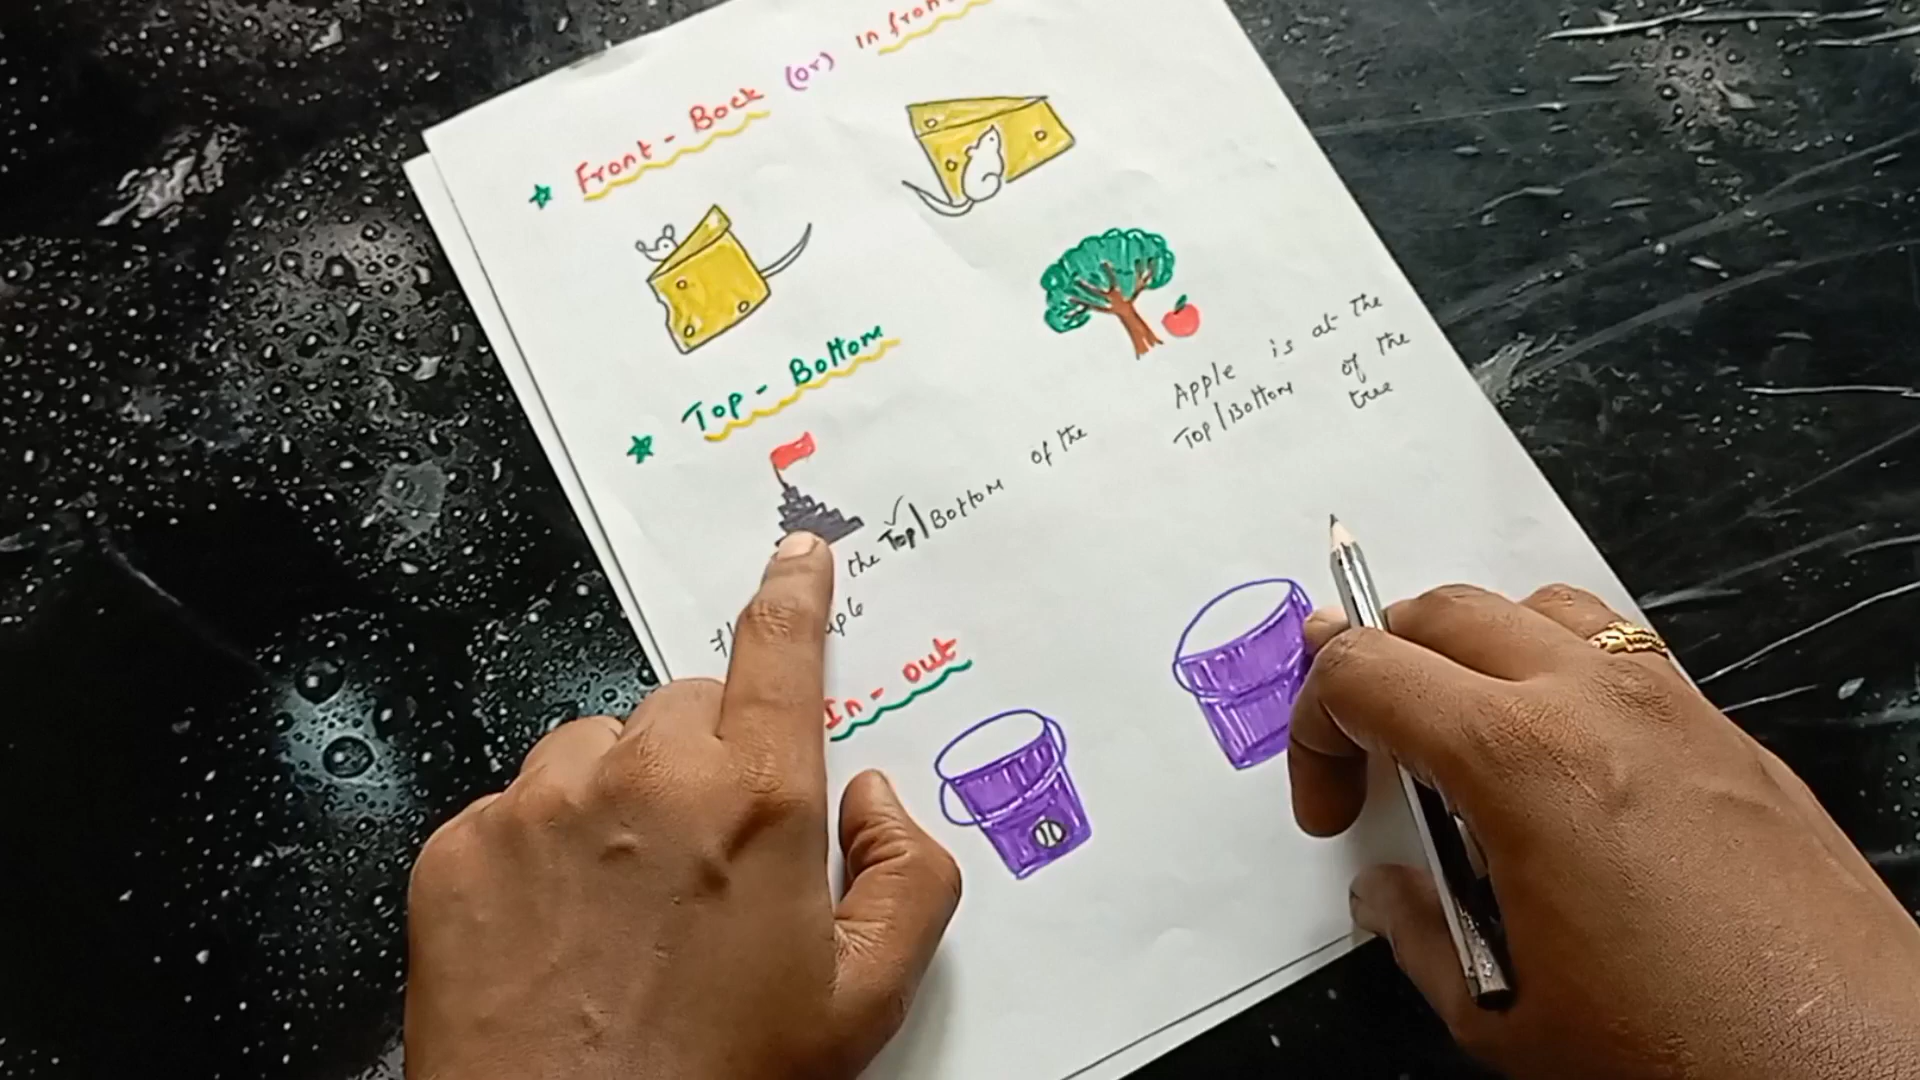 Front - Back (or) In front
Top - Bottom
the Top/Bottom of the
Apple is at the
Top/Bottom of the
tree
In - out